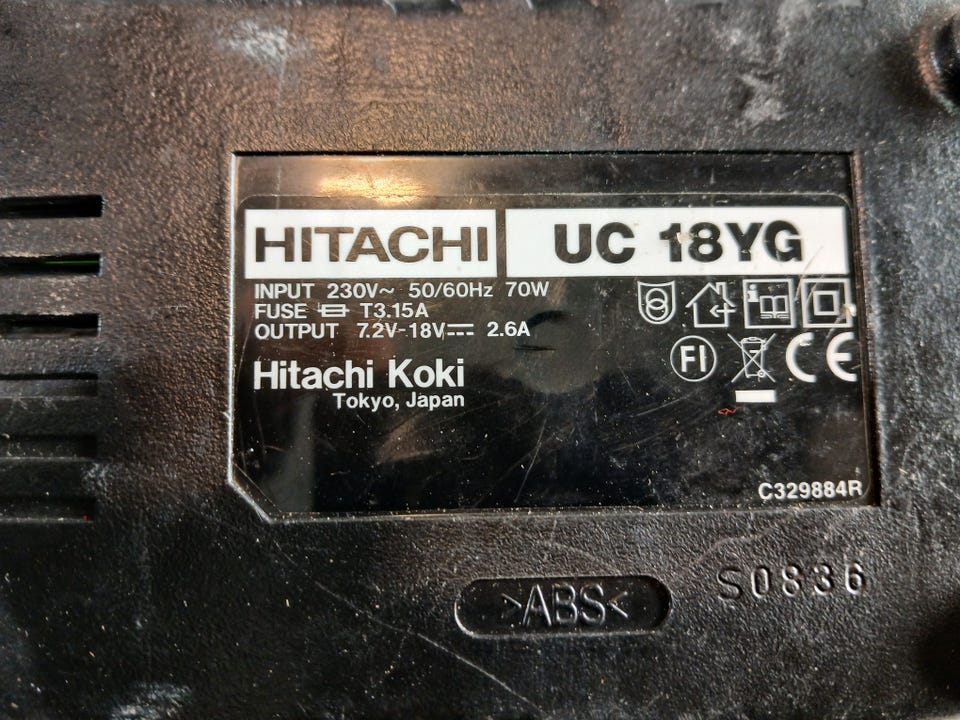 HITACHI UC 18YG
INPUT 230V~ 50/60Hz 70W
FUSE T3.15A
OUTPUT 7.2V-18V⎓ 2.6A
Hitachi Koki
Tokyo, Japan
FI
CE
C329884R
>ABS<
S0836